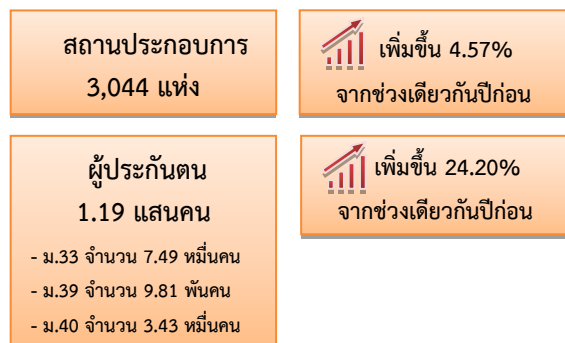 สถานประกอบการ
3,044 แห่ง
เพิ่มขึ้น 4.57%
จากช่วงเดียวกันปีก่อน
ผู้ประกันตน
1.19 แสนคน
- ม.33 จำนวน 7.49 หมื่นคน
- ม.39 จำนวน 9.81 พันคน
- ม.40 จำนวน 3.43 หมื่นคน
เพิ่มขึ้น 24.20%
จากช่วงเดียวกันปีก่อน